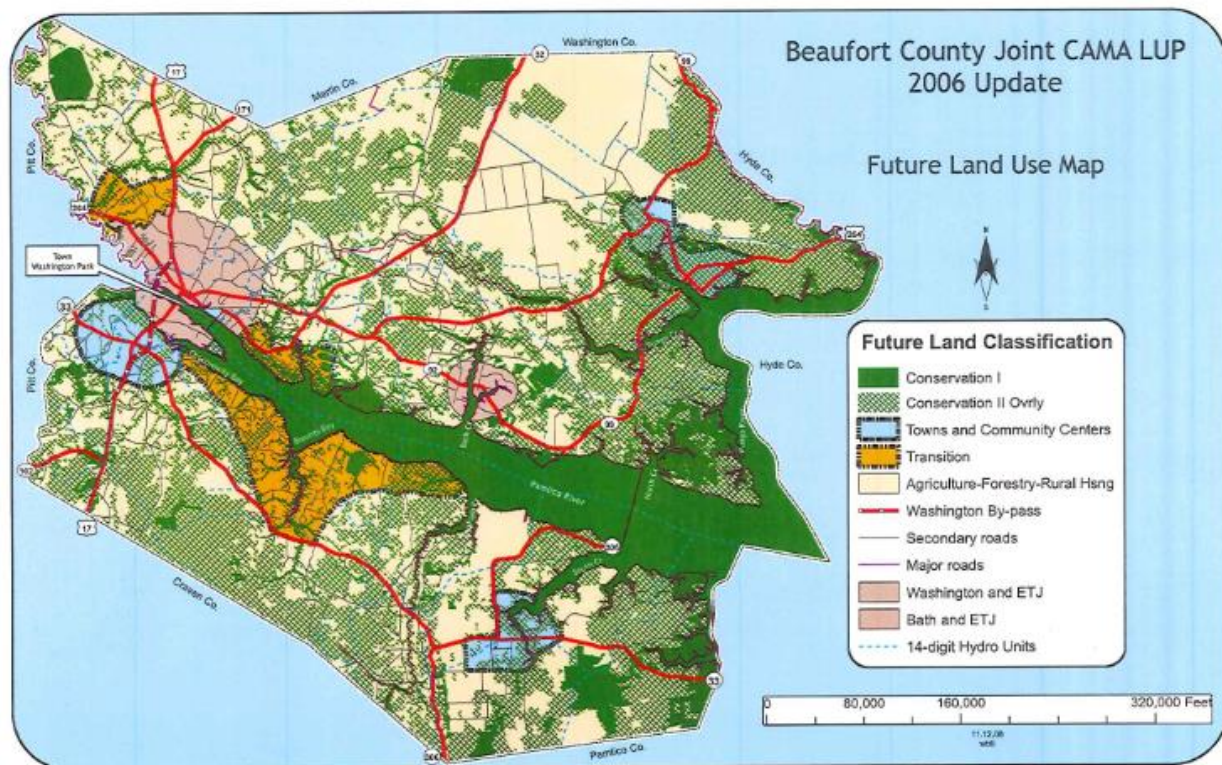 Beaufort County Joint CAMA LUP
2006 Update
Future Land Use Map
Washington Co.
Martin Co.
Pitt Co.
Hyde Co.
Hyde Co.
Pitt Co.
Craven Co.
Pamlico Co.
17
171
32
99
264
264
33
17
102
99
306
33
306
Town
Washington Park
Pamlico River
N
S
Future Land Classification
Conservation I
Conservation II Ovrly
Towns and Community Centers
Transition
Agriculture-Forestry-Rural Hsng
Washington By-pass
Secondary roads
Major roads
Washington and ETJ
Bath and ETJ
14-digit Hydro Units
0 80,000 160,000 320,000 Feet